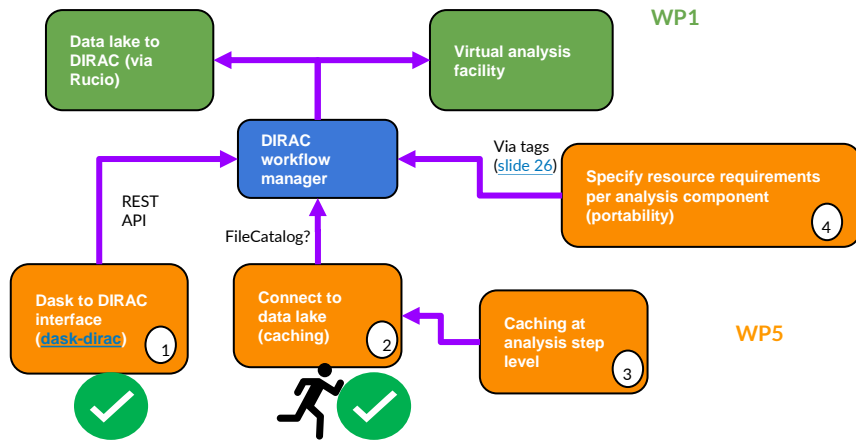 WP1
Data lake to
DIRAC (via
Rucio)
Virtual analysis
facility
DIRAC
workflow
manager
Via tags
(slide 26)
Specify resource requirements
per analysis component
(portability)
4
REST
API
FileCatalog?
Dask to DIRAC
interface
(dask-dirac)
1
Connect to
data lake
(caching)
2
Caching at
analysis step
level
3
WP5